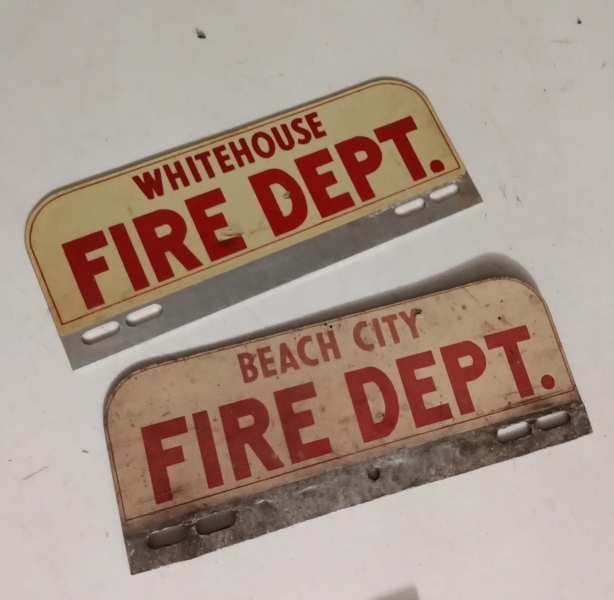 WHITEHOUSE
FIRE DEPT.
BEACH CITY
FIRE DEPT.